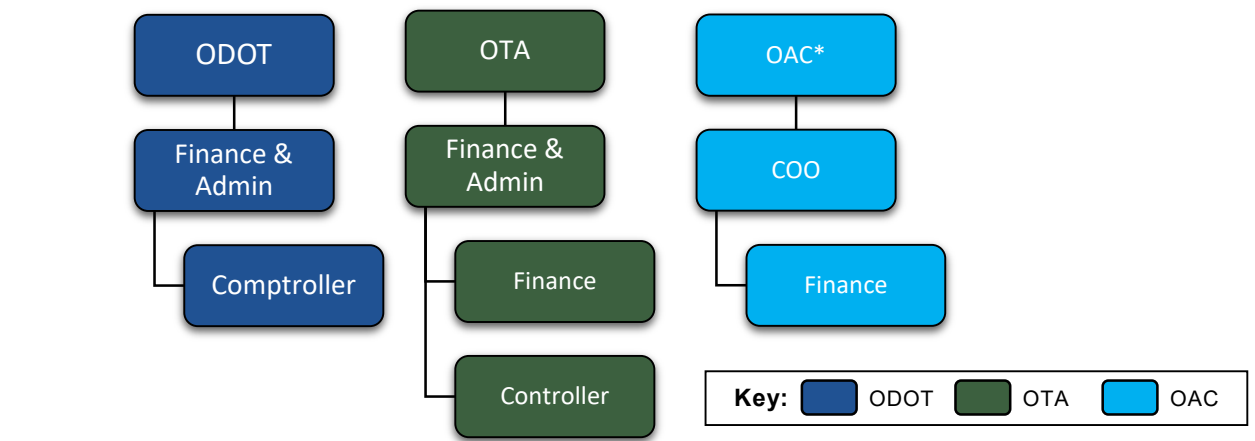 ODOT
Finance &
Admin
Comptroller
OTA
Finance &
Admin
Finance
Controller
OAC*
COO
Finance
Key: ODOT OTA OAC